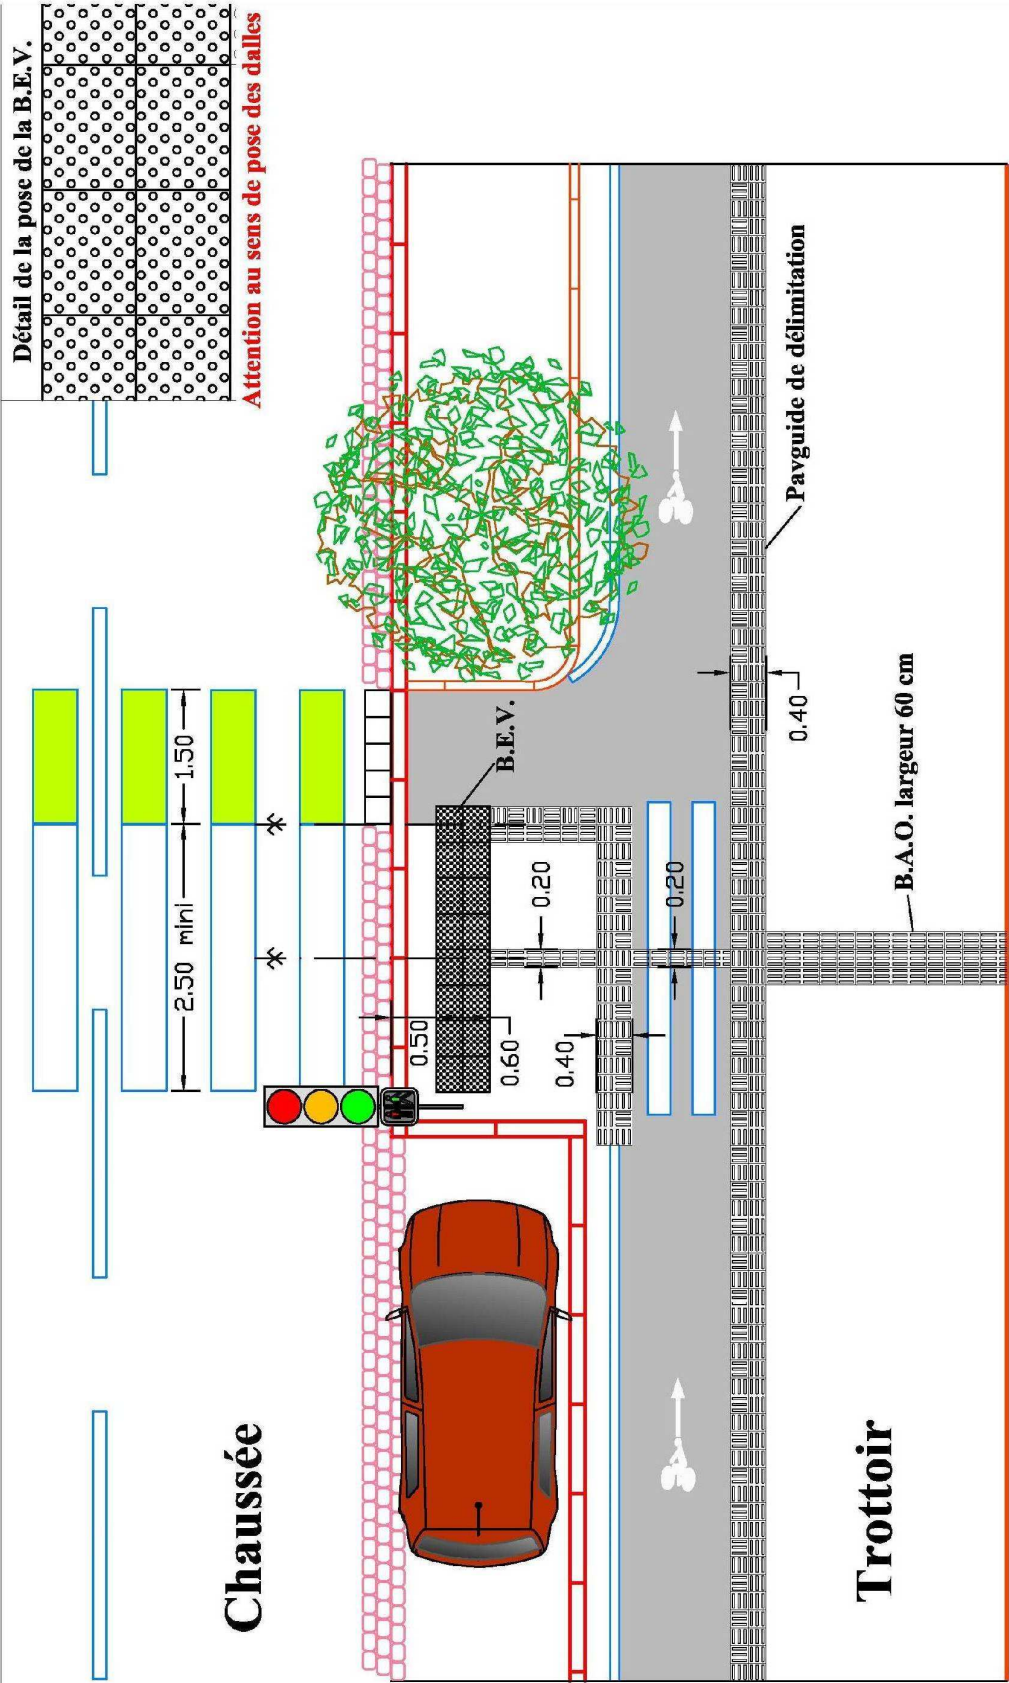 Détail de la pose de la B.E.V.
Attention au sens de pose des dalles
Chaussée
2.50 mini
1.50
0.50
0.60
B.E.V.
0.20
0.40
0.20
Pavguide de délimitation
0.40
B.A.O. largeur 60 cm
Trottoir